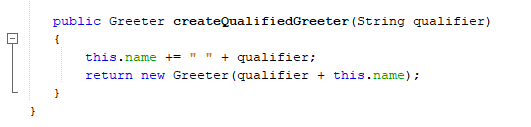 public Greeter createQualifiedGreeter(String qualifier)
{
this.name += " " + qualifier;
return new Greeter(qualifier + this.name);
}
}